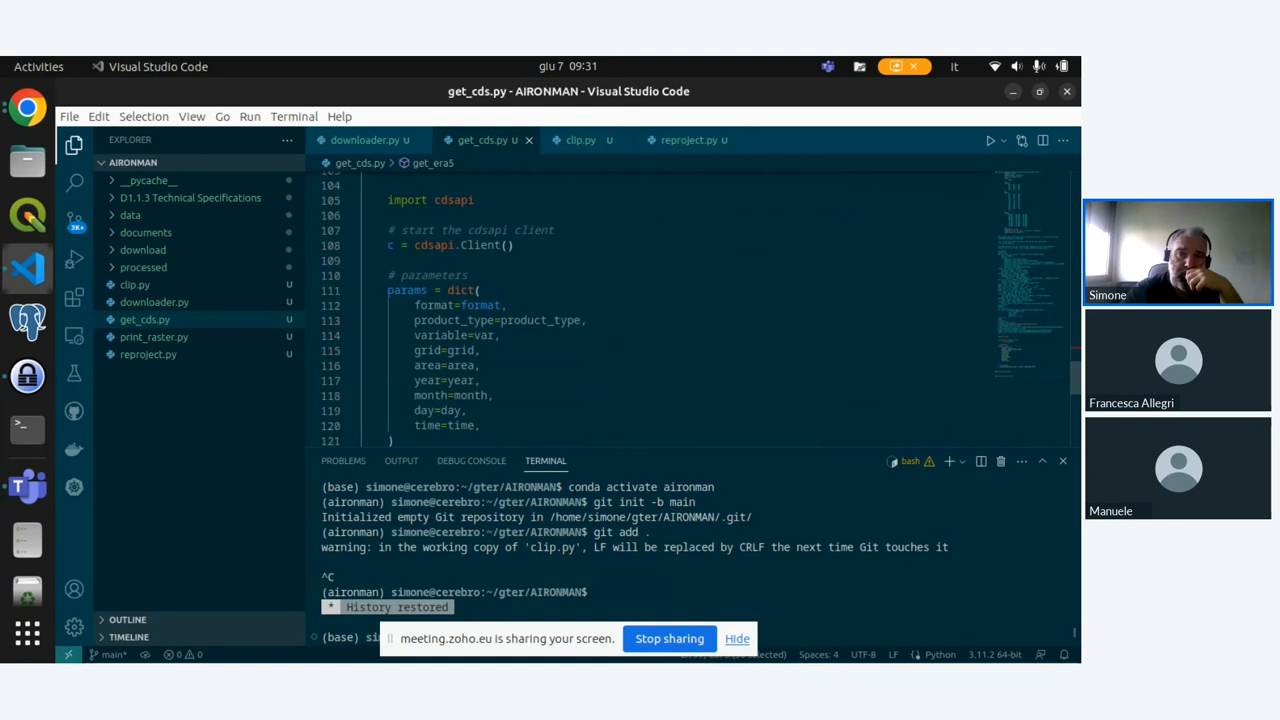 Activities
Visual Studio Code
giu 7 09:31
it
get_cds.py - AIRONMAN - Visual Studio Code
File Edit Selection View Go Run Terminal Help
EXPLORER
AIRONMAN
__pycache__
D1.1.3 Technical Specifications
data
documents
download
processed
clip.py U
downloader.py U
get_cds.py U
print_raster.py U
reproject.py U
OUTLINE
TIMELINE
3K+
downloader.py U
get_cds.py U
clip.py U
reproject.py U
get_cds.py > get_era5
104
105 import cdsapi
106
107 # start the cdsapi client
108 c = cdsapi.Client()
109
110 # parameters
111 params = dict(
112 format=format,
113 product_type=product_type,
114 variable=var,
115 grid=grid,
116 area=area,
117 year=year,
118 month=month,
119 day=day,
120 time=time,
121 )
PROBLEMS OUTPUT DEBUG CONSOLE TERMINAL
bash
(base) simone@cerebro:~/gter/AIRONMAN$ conda activate aironman
(aironman) simone@cerebro:~/gter/AIRONMAN$ git init -b main
Initialized empty Git repository in /home/simone/gter/AIRONMAN/.git/
(aironman) simone@cerebro:~/gter/AIRONMAN$ git add .
warning: in the working copy of 'clip.py', LF will be replaced by CRLF the next time Git touches it
^C
(aironman) simone@cerebro:~/gter/AIRONMAN$
* History restored
(base)
meeting.zoho.eu is sharing your screen.
Stop sharing
Hide
main*
0 0
selected)
Spaces: 4
UTF-8
LF
Python
3.11.2 64-bit
Simone
Francesca Allegri
Manuele